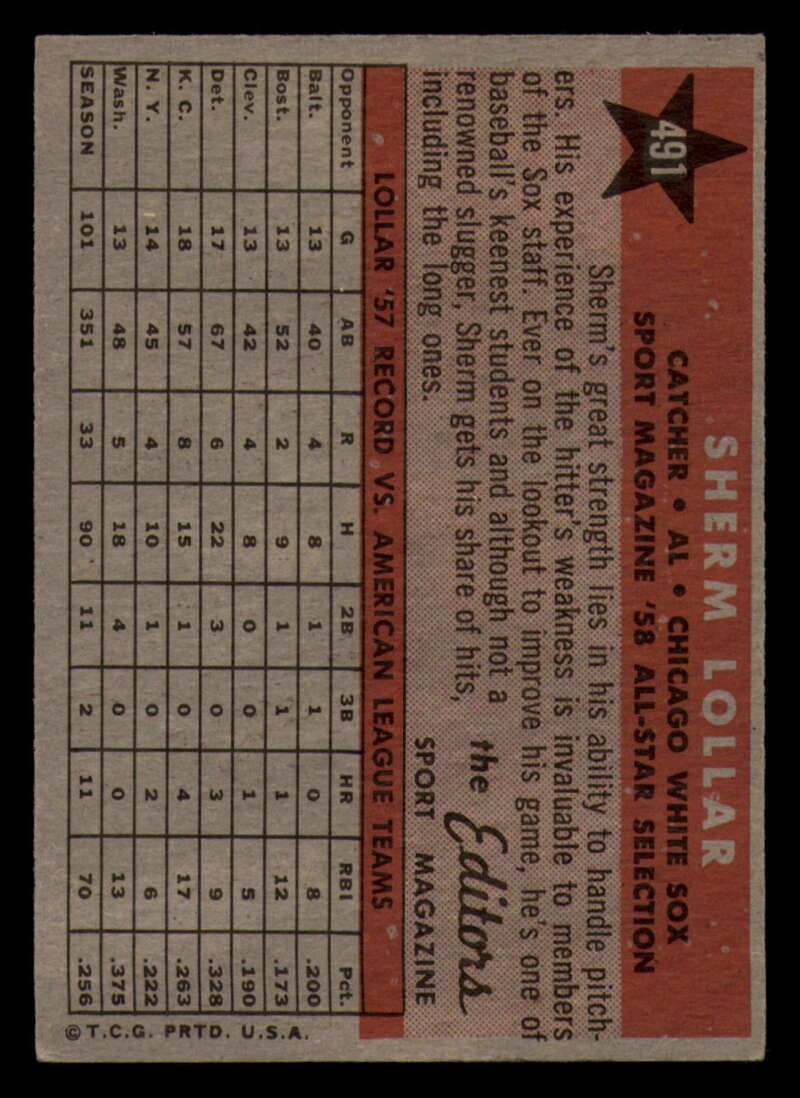 491
SHERM LOLLAR
CATCHER • AL • CHICAGO WHITE SOX
SPORT MAGAZINE '58 ALL-STAR SELECTION
Sherm's great strength lies in his ability to handle pitch-
ers. His experience of the hitter's weakness is invaluable to members
of the Sox staff. Ever on the lookout to improve his game, he's one of
baseball's keenest students and although not a
renowned slugger, Sherm gets his share of hits,
including the long ones.
the Editors
SPORT MAGAZINE
LOLLAR '57 RECORD VS. AMERICAN LEAGUE TEAMS
Opponent G AB R H 2B 3B HR RBI Pct.
Balt. 13 40 4 8 1 1 0 8 .200
Bost. 13 52 2 9 1 1 1 12 .173
Clev. 13 42 4 8 0 0 1 5 .190
Det. 17 67 6 22 3 0 3 9 .328
K. C. 18 57 8 15 1 0 4 17 .263
N. Y. 14 45 4 10 1 0 2 6 .222
Wash. 13 48 5 18 4 0 0 13 .375
SEASON 101 351 33 90 11 2 11 70 .256
© T.C.G. PRTD. U.S.A.